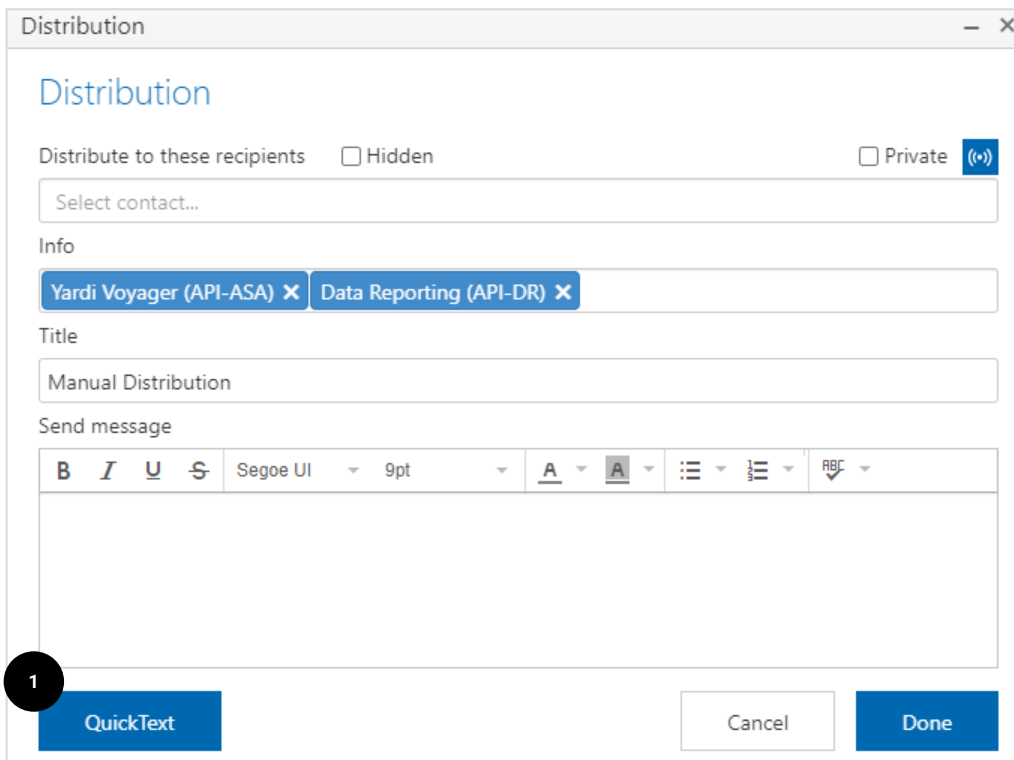 Distribution
Distribution
Distribute to these recipients Hidden Private
Select contact...
Info
Yardi Voyager (API-ASA) × Data Reporting (API-DR) ×
Title
Manual Distribution
Send message
B I U S Segoe UI 9pt A A ABC
1
QuickText Cancel Done